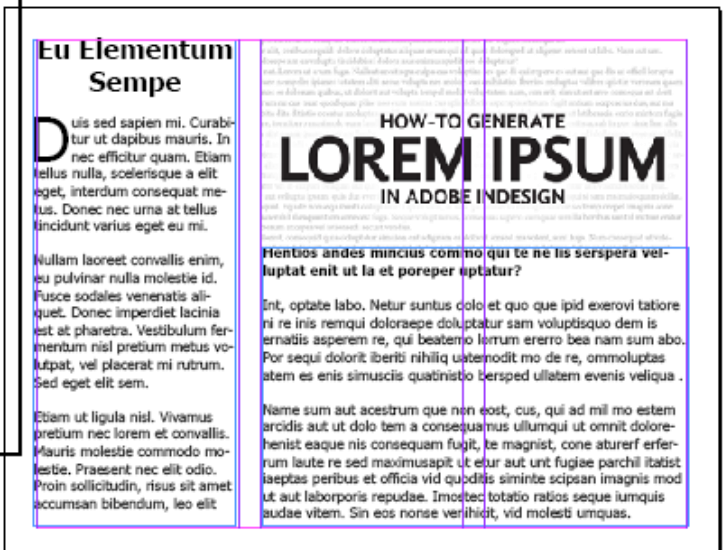 Eu Elementum
Sempe
Duis sed sapien mi. Curabi-
tur ut dapibus mauris. In
nec efficitur quam. Etiam
tellus nulla, scelerisque a elit
eget, interdum consequat me-
tus. Donec nec urna at tellus
tincidunt varius eget eu mi.
Nullam laoreet convallis enim,
eu pulvinar nulla molestie id.
Fusce sodales venenatis ali-
quet. Donec imperdiet lacinia
est at pharetra. Vestibulum fer-
mentum nisl pretium metus vo-
lutpat, vel placerat mi rutrum.
Sed eget elit sem.
Etiam ut ligula nisl. Vivamus
pretium nec lorem et convallis.
Mauris molestie commodo mo-
lestie. Praesent nec elit odio.
Proin sollicitudin, risus sit amet
accumsan bibendum, leo elit
HOW-TO GENERATE
LOREM IPSUM
IN ADOBE INDESIGN
Hentios andes mincius commo qui te ne lis serspera vel-
luptat enit ut la et poreper uptatur?
Int, optate labo. Netur suntus dolo et quo que ipid exerovi tatiore
ni re inis remqui doloraepe doluptatur sam voluptisquo dem is
ernatiis asperem re, qui beatemo lorrum ererro bea nam sum abo.
Por sequi dolorit iberiti nihiliq uatemodit mo de re, ommoluptas
atem es enis simusciis quatinistio bersped ullatem evenis veliqua .
Name sum aut acestrum que non eost, cus, qui ad mil mo estem
arcidis aut ut dolo tem a consequamus ullumqui ut omnit dolore-
henist eaque nis consequam fugit, te magnist, cone aturerf erfer-
rum laute re sed maximusapit ut etur aut unt fugiae parchil itatist
iaeptas peribus et officia vid quoditis siminte scipsan imagnis mod
ut aut laborporis repudae. Imostec totatio ratios seque iumquis
audae vitem. Sin eos nonse verihicit, vid molesti umquas.